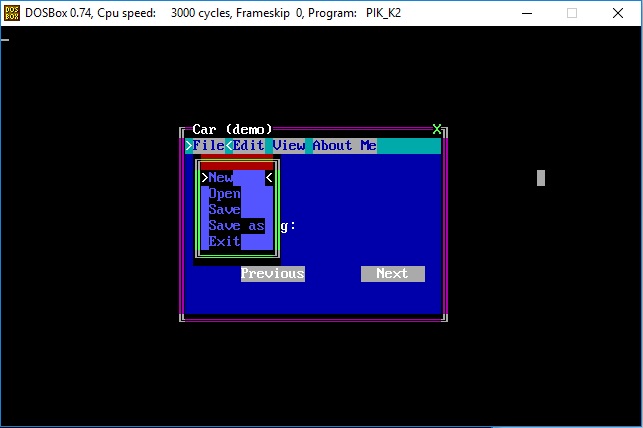 DOSBox 0.74, Cpu speed: 3000 cycles, Frameskip 0, Program: PIK_K2
Car (demo) X
>File<Edit View About Me
>New <
Open
Save
Save as g:
Exit
Previous Next